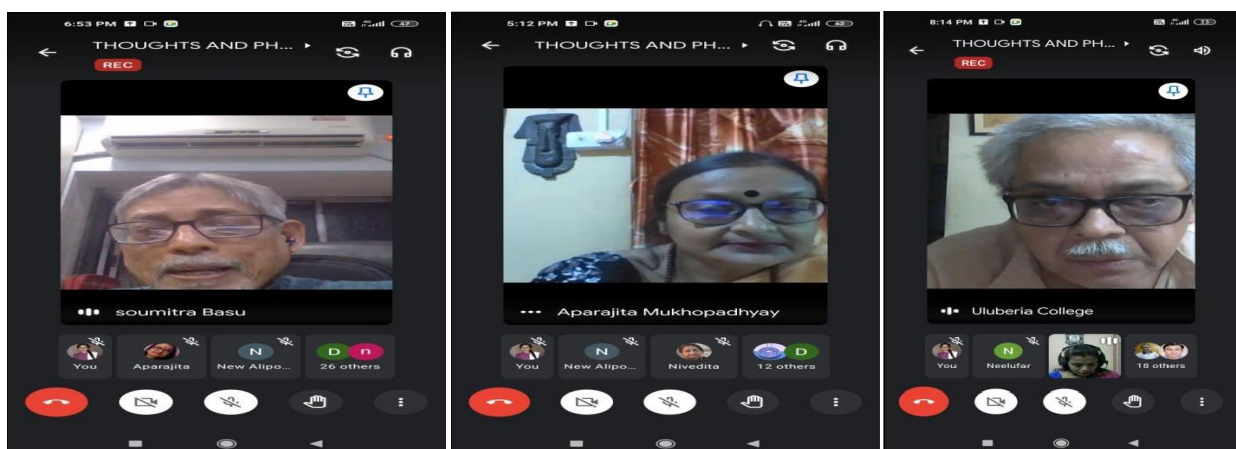 6:53 PM
47
THOUGHTS AND PH...
REC
soumitra Basu
N
D n
You Aparajita New Alipo... 26 others
5:12 PM
THOUGHTS AND PH...
Aparajita Mukhopadhyay
N
D
You New Alipo... Nivedita 12 others
8:14 PM
33
THOUGHTS AND PH...
REC
Uluberia College
N
You Neelufar 18 others